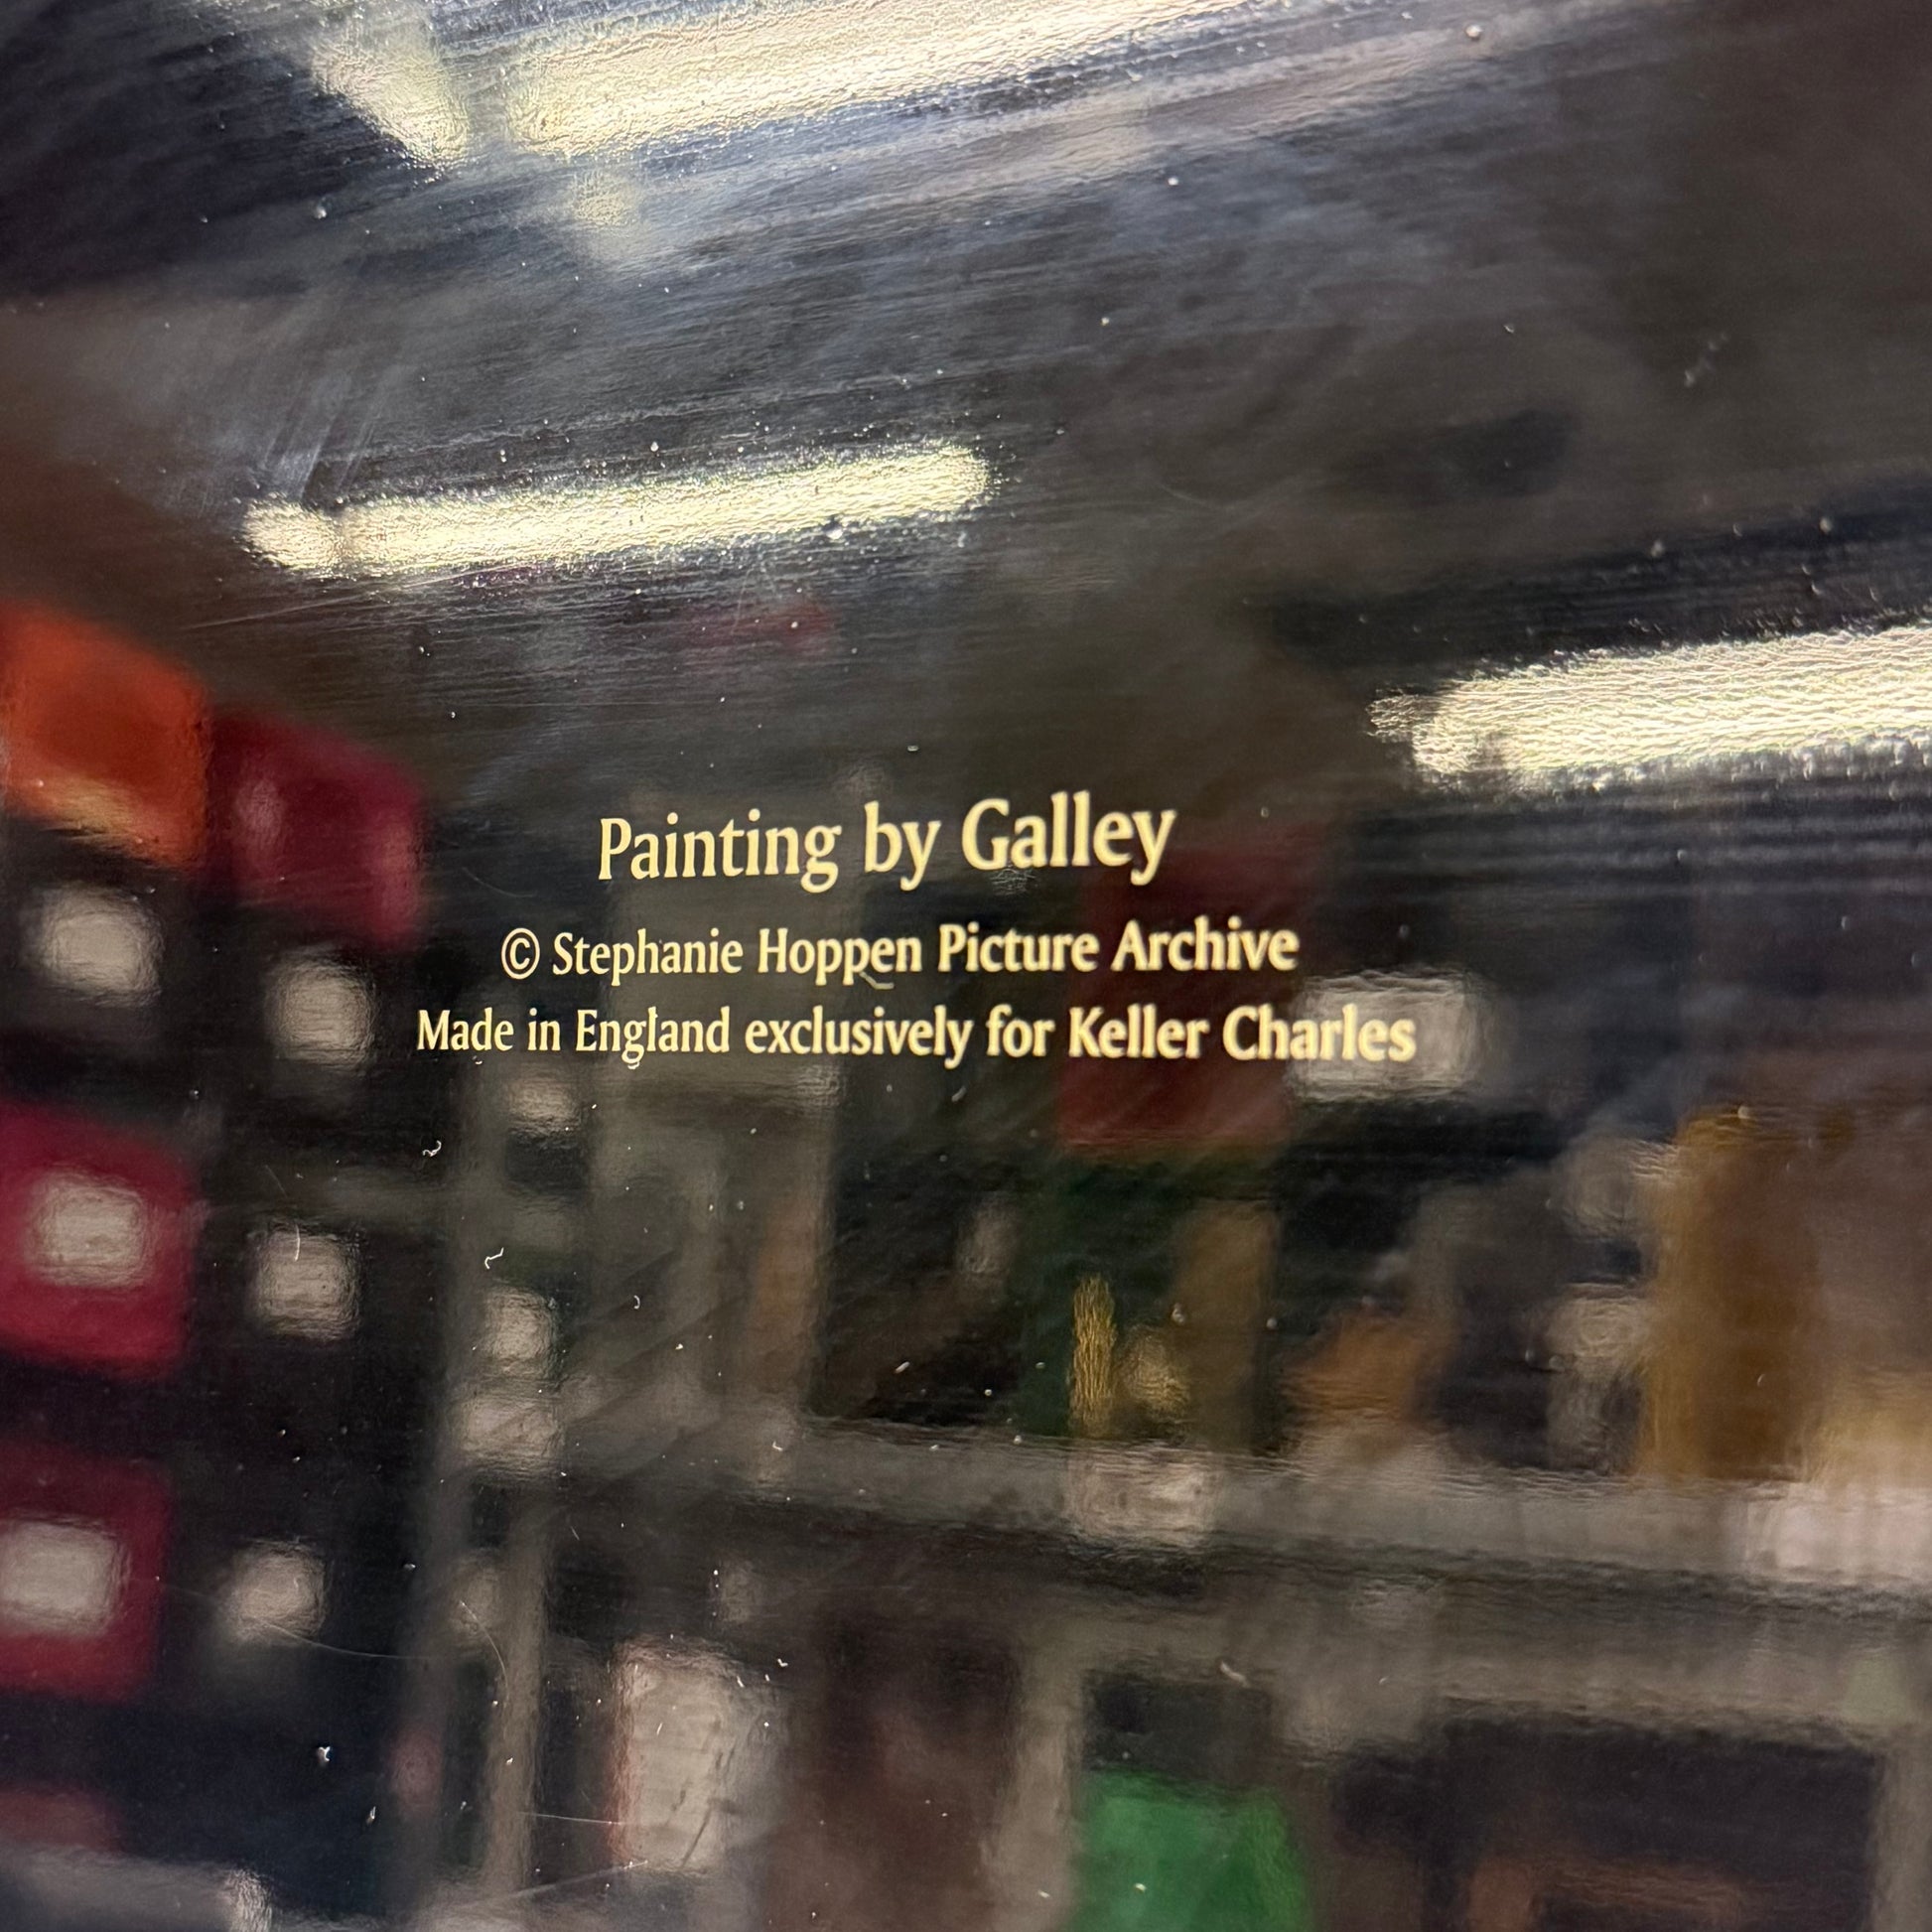 Painting by Galley
© Stephanie Hoppen Picture Archive
Made in England exclusively for Keller Charles